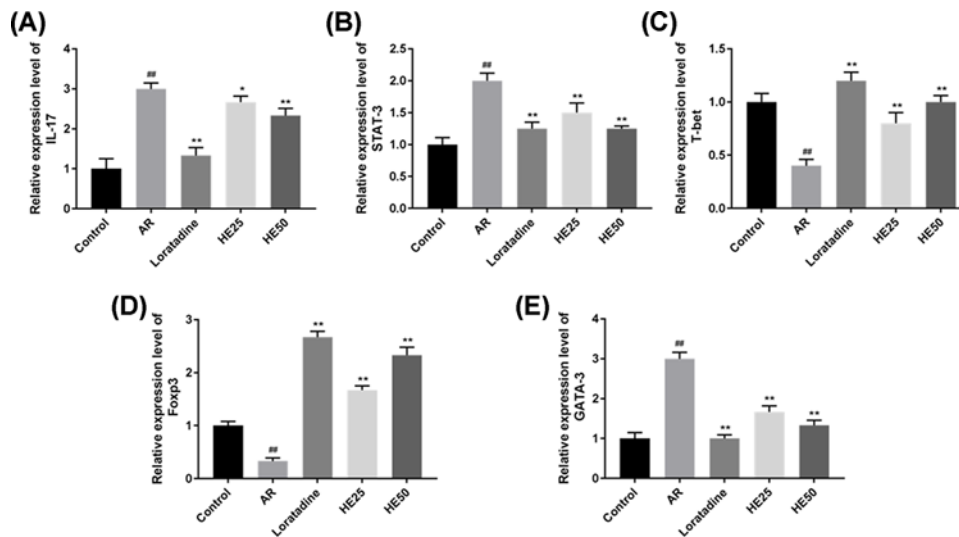 (A)
Relative expression level of
IL-17
4
3
2
1
0
##
**
*
**
Control
AR
Loratadine
HE25
HE50
(B)
Relative expression level of
STAT-3
2.5
2.0
1.5
1.0
0.5
0.0
##
**
**
**
Control
AR
Loratadine
HE25
HE50
(C)
Relative expression level of
T-bet
1.5
1.0
0.5
0.0
##
**
**
**
Control
AR
Loratadine
HE25
HE50
(D)
Relative expression level of
Foxp3
3
2
1
0
##
**
**
**
Control
AR
Loratadine
HE25
HE50
(E)
Relative expression level of
GATA-3
4
3
2
1
0
##
**
**
**
Control
AR
Loratadine
HE25
HE50